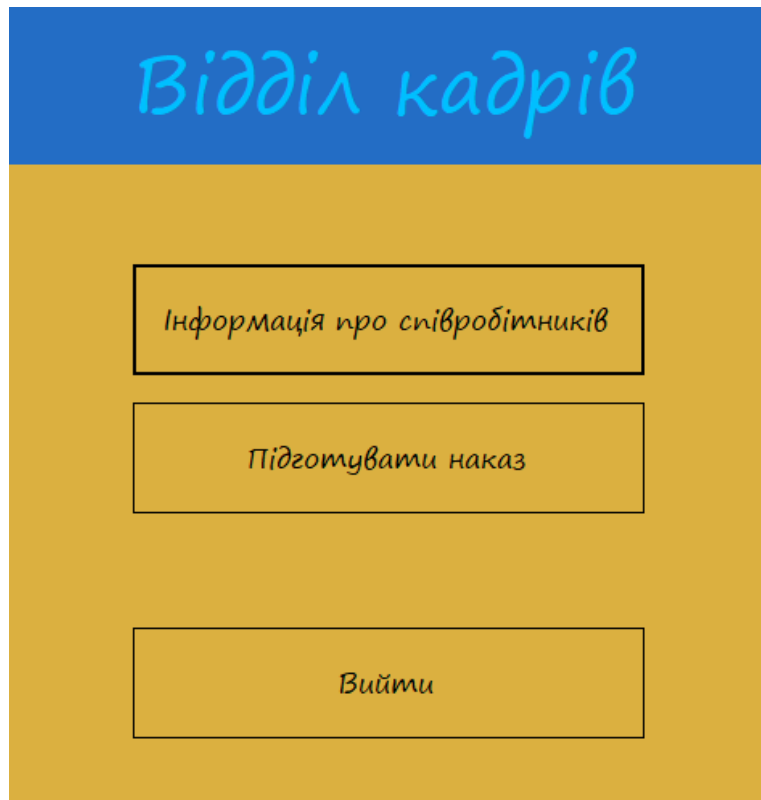 Відділ кадрів
Інформація про співробітників
Підготувати наказ
Вийти